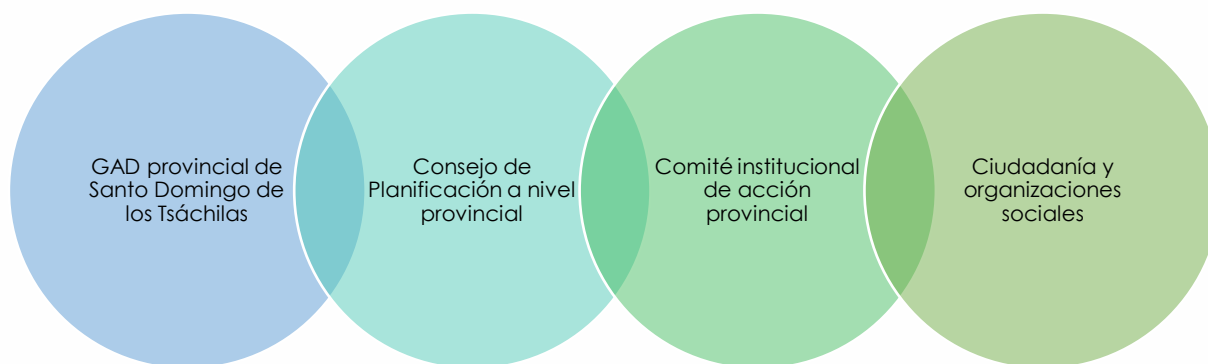 GAD provincial de
Santo Domingo de
los Tsáchilas
Consejo de
Planificación a nivel
provincial
Comité institucional
de acción
provincial
Ciudadanía y
organizaciones
sociales